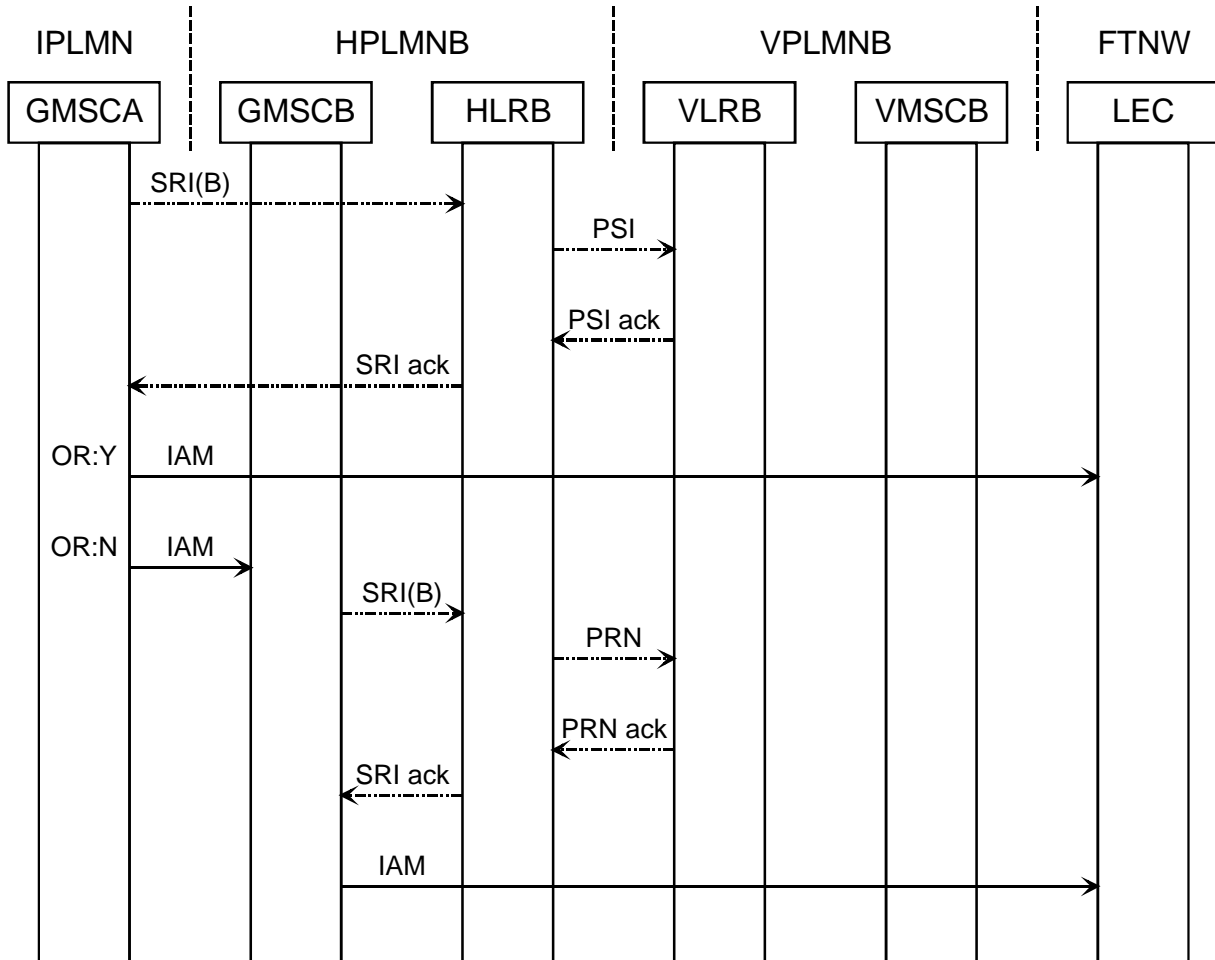 IPLMN HPLMNB VPLMNB FTNW
GMSCA GMSCB HLRB VLRB VMSCB LEC
SRI(B)
PSI
PSI ack
SRI ack
OR:Y IAM
OR:N IAM
SRI(B)
PRN
PRN ack
SRI ack
IAM